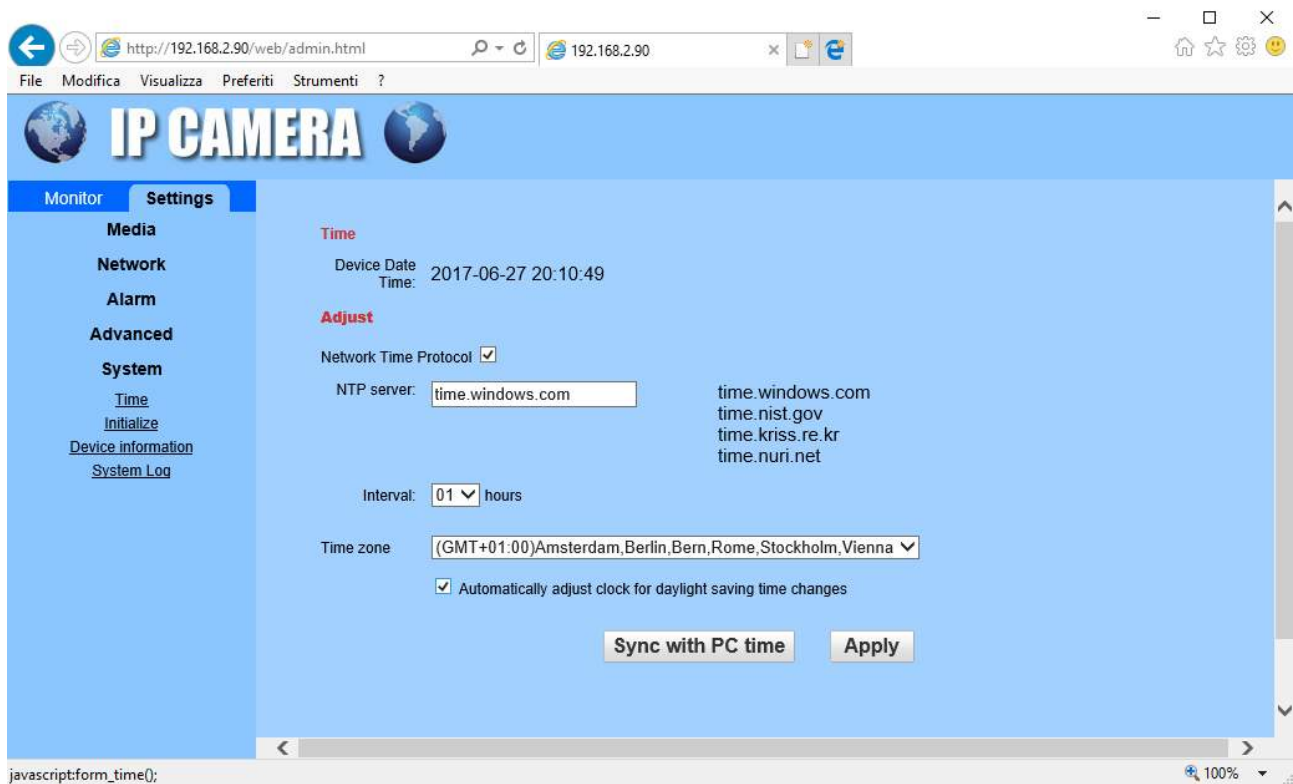 http://192.168.2.90/web/admin.html
192.168.2.90
File Modifica Visualizza Preferiti Strumenti ?
IP CAMERA
Monitor Settings
Media
Network
Alarm
Advanced
System
Time
Initialize
Device information
System Log
Time
Device Date Time: 2017-06-27 20:10:49
Adjust
Network Time Protocol
NTP server: time.windows.com
time.windows.com
time.nist.gov
time.kriss.re.kr
time.nuri.net
Interval: 01 hours
Time zone (GMT+01:00)Amsterdam,Berlin,Bern,Rome,Stockholm,Vienna
Automatically adjust clock for daylight saving time changes
Sync with PC time Apply
javascript:form_time();
100%